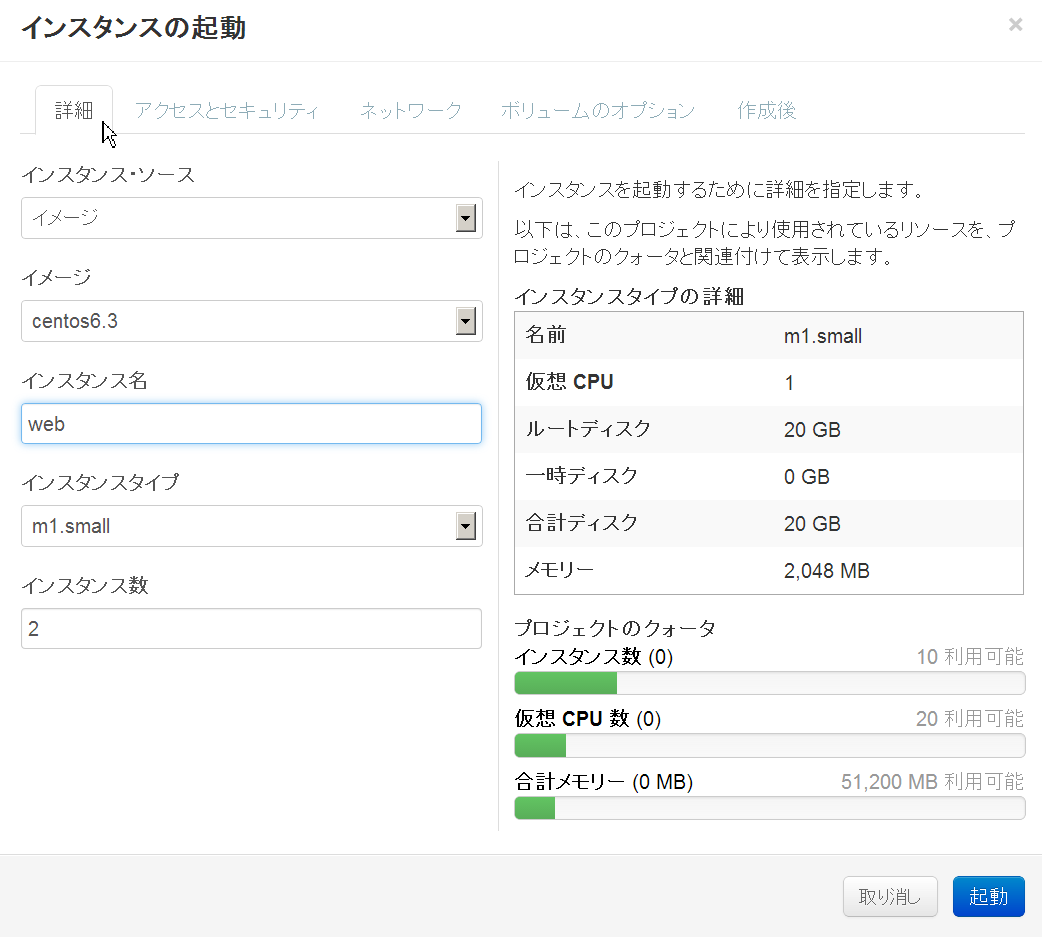 インスタンスの起動
×
詳細 アクセスとセキュリティ ネットワーク ボリュームのオプション 作成後
インスタンス・ソース
イメージ
イメージ
centos6.3
インスタンス名
web
インスタンスタイプ
m1.small
インスタンス数
2
インスタンスを起動するために詳細を指定します。
以下は、このプロジェクトにより使用されているリソースを、プ
ロジェクトのクォータと関連付けて表示します。
インスタンスタイプの詳細
名前 m1.small
仮想 CPU 1
ルートディスク 20 GB
一時ディスク 0 GB
合計ディスク 20 GB
メモリー 2,048 MB
プロジェクトのクォータ
インスタンス数 (0) 10 利用可能
仮想 CPU 数 (0) 20 利用可能
合計メモリー (0 MB) 51,200 MB 利用可能
取り消し 起動